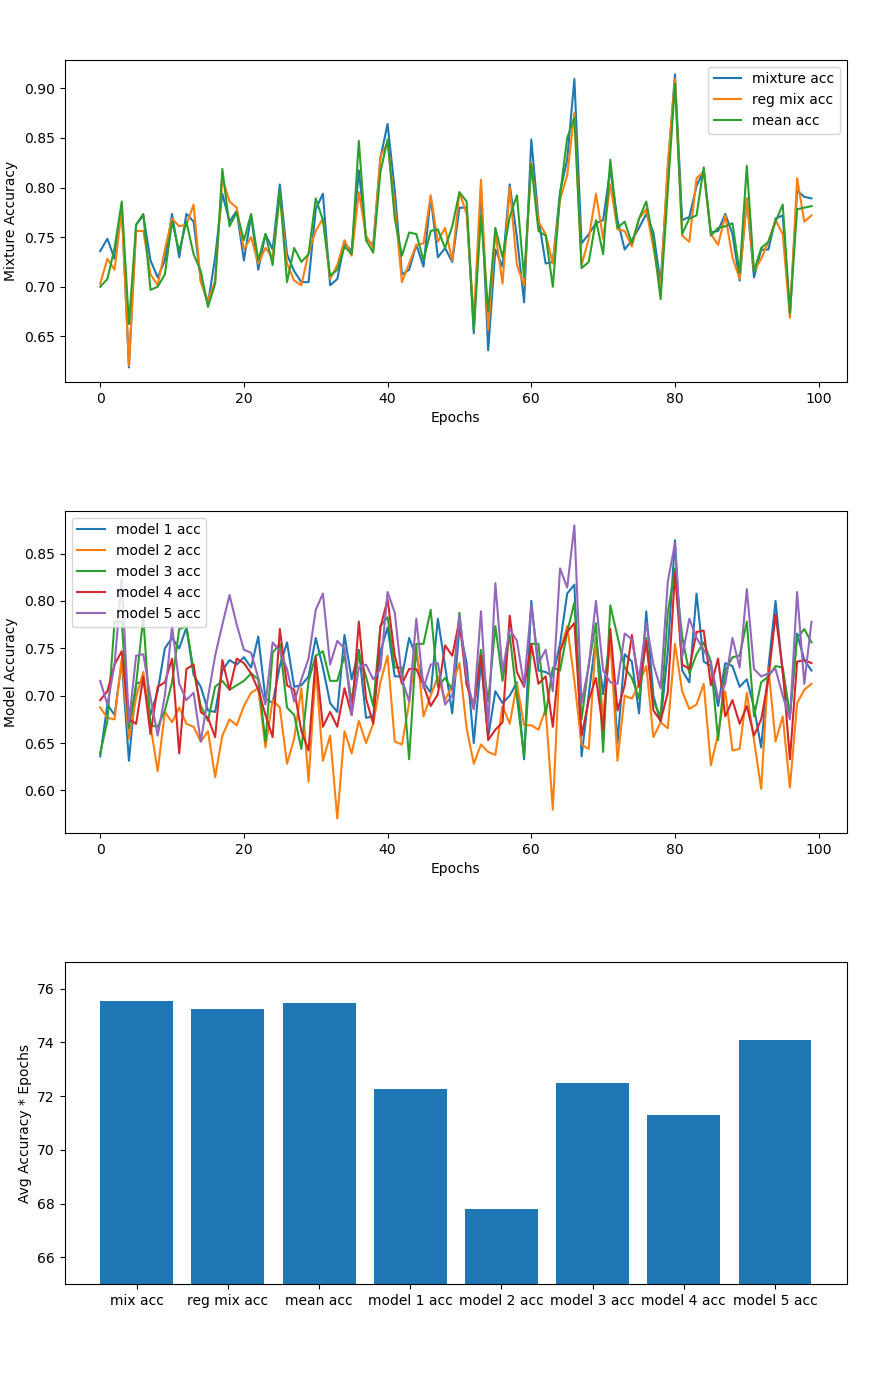 mixture acc
reg mix acc
mean acc
0.90
0.85
0.80
0.75
0.70
0.65
Mixture Accuracy
0 20 40 60 80 100
Epochs
model 1 acc
model 2 acc
model 3 acc
model 4 acc
model 5 acc
0.85
0.80
0.75
0.70
0.65
0.60
Model Accuracy
0 20 40 60 80 100
Epochs
76
74
72
70
68
66
Avg Accuracy * Epochs
mix acc reg mix acc mean acc model 1 acc model 2 acc model 3 acc model 4 acc model 5 acc